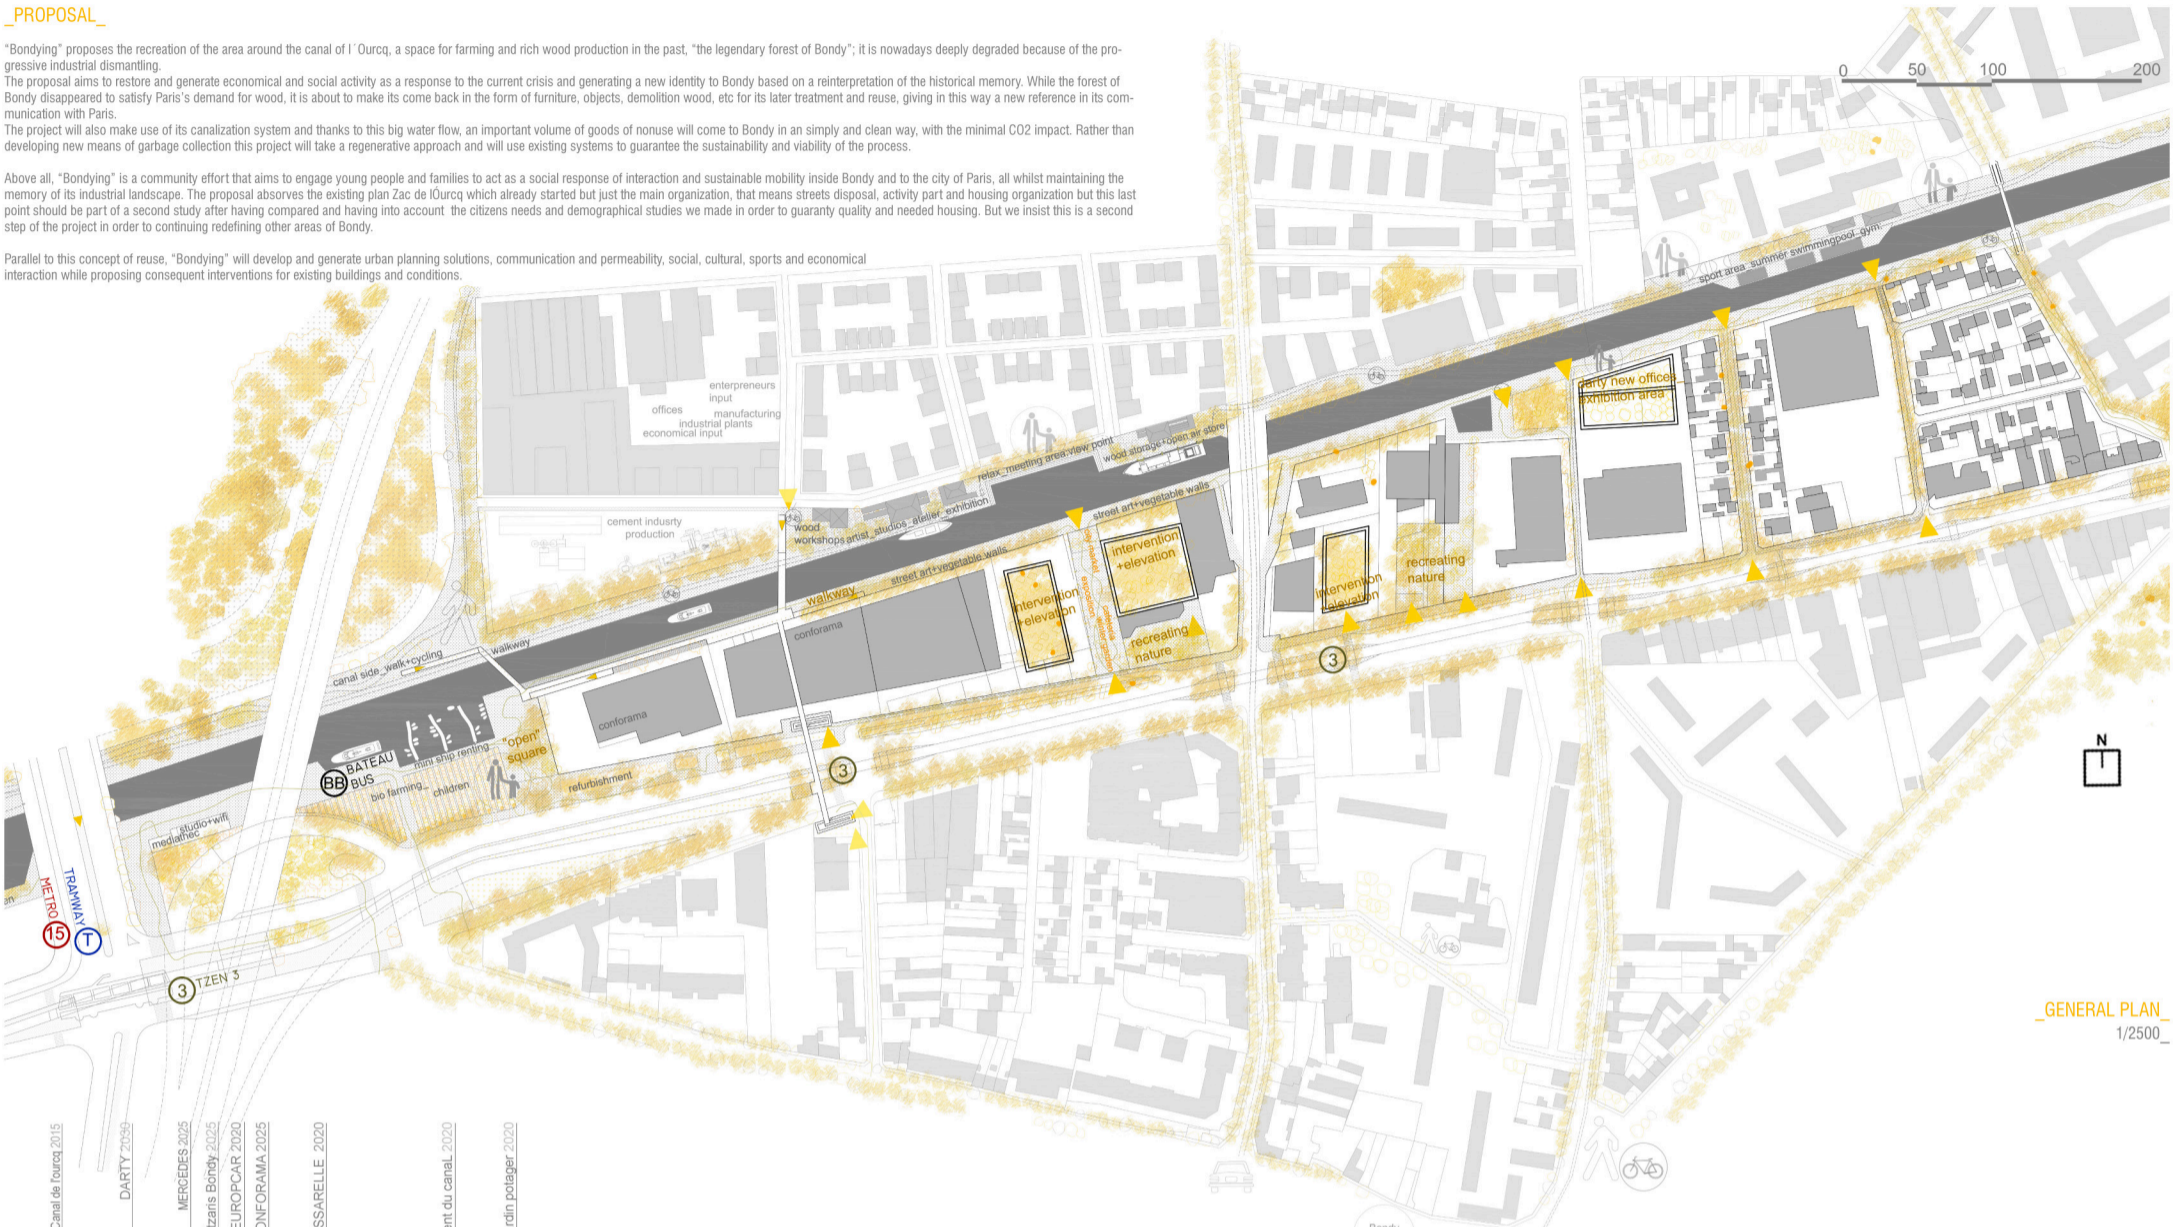 _PROPOSAL_
“Bondying” proposes the recreation of the area around the canal of l´Ourcq, a space for farming and rich wood production in the past, “the legendary forest of Bondy”; it is nowadays deeply degraded because of the pro-
gressive industrial dismantling.
The proposal aims to restore and generate economical and social activity as a response to the current crisis and generating a new identity to Bondy based on a reinterpretation of the historical memory. While the forest of
Bondy disappeared to satisfy Paris’s demand for wood, it is about to make its come back in the form of furniture, objects, demolition wood, etc for its later treatment and reuse, giving in this way a new reference in its com-
munication with Paris.
The project will also make use of its canalization system and thanks to this big water flow, an important volume of goods of nonuse will come to Bondy in an simply and clean way, with the minimal CO2 impact. Rather than
developing new means of garbage collection this project will take a regenerative approach and will use existing systems to guarantee the sustainability and viability of the process.
Above all, “Bondying” is a community effort that aims to engage young people and families to act as a social response of interaction and sustainable mobility inside Bondy and to the city of Paris, all whilst maintaining the
memory of its industrial landscape. The proposal absorves the existing plan Zac de lÓurcq which already started but just the main organization, that means streets disposal, activity part and housing organization but this last
point should be part of a second study after having compared and having into account the citizens needs and demographical studies we made in order to guaranty quality and needed housing. But we insist this is a second
step of the project in order to continuing redefining other areas of Bondy.
Parallel to this concept of reuse, “Bondying” will develop and generate urban planning solutions, communication and permeability, social, cultural, sports and economical
interaction while proposing consequent interventions for existing buildings and conditions.
0 50 100 200
sport area_summer swimmingpool_gym
enterpreneurs
input
offices
manufacturing
industrial plants
economical input
darty new offices_
exhibition area
relax_meeting area.view point
wood storage+open air store
cement indusrty
production
wood
workshops
artist_studios_atelier_exhibition
street art+vegetable walls
street art+vegetable walls
walkway
intervention
+elevation
intervention
+elevation
intervention
+elevation
recreating
nature
recreating
nature
conforama
conforama
walkway
canal side_walk+cycling
"open"
square
mini ship renting
BB BATEAU
BUS
bio farming_
children
refurbishment
studio+wifi
mediathec
METRO 15
TRAMWAY T
3 TZEN 3
3
3
N
_GENERAL PLAN_
1/2500_
Canal de l'ourcq 2015
DARTY 2030
MERCEDES 2025
Bondy 2025
EUROPCAR 2020
ONFORAMA 2025
SSARELLE 2020
ent du canaL 2020
rdin potager 2020